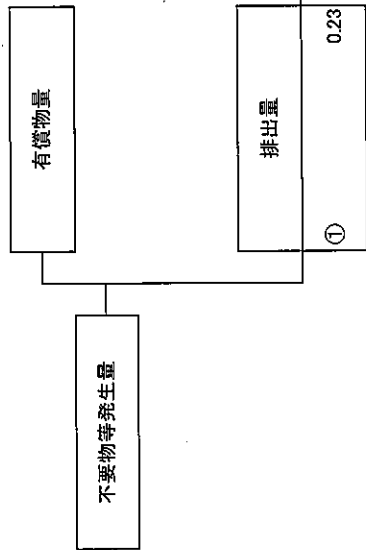 不要物等発生量
有償物量
排出量
① 0.23